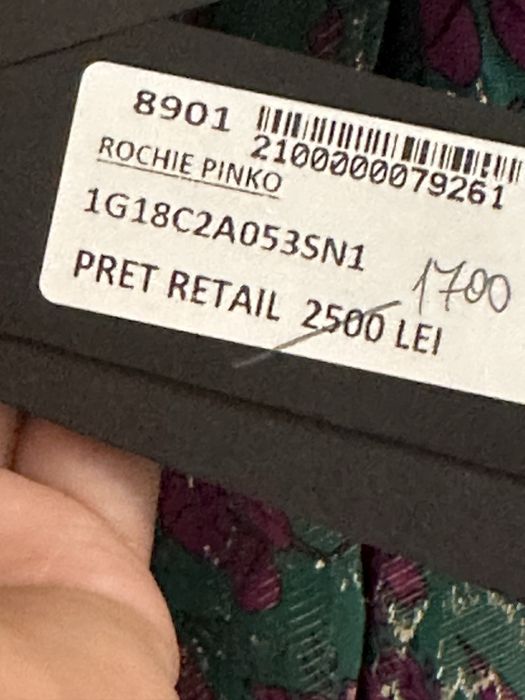 8901
2100000079261
ROCHIE PINKO
1G18C2A053SN1
1700
PRET RETAIL 2500 LEI